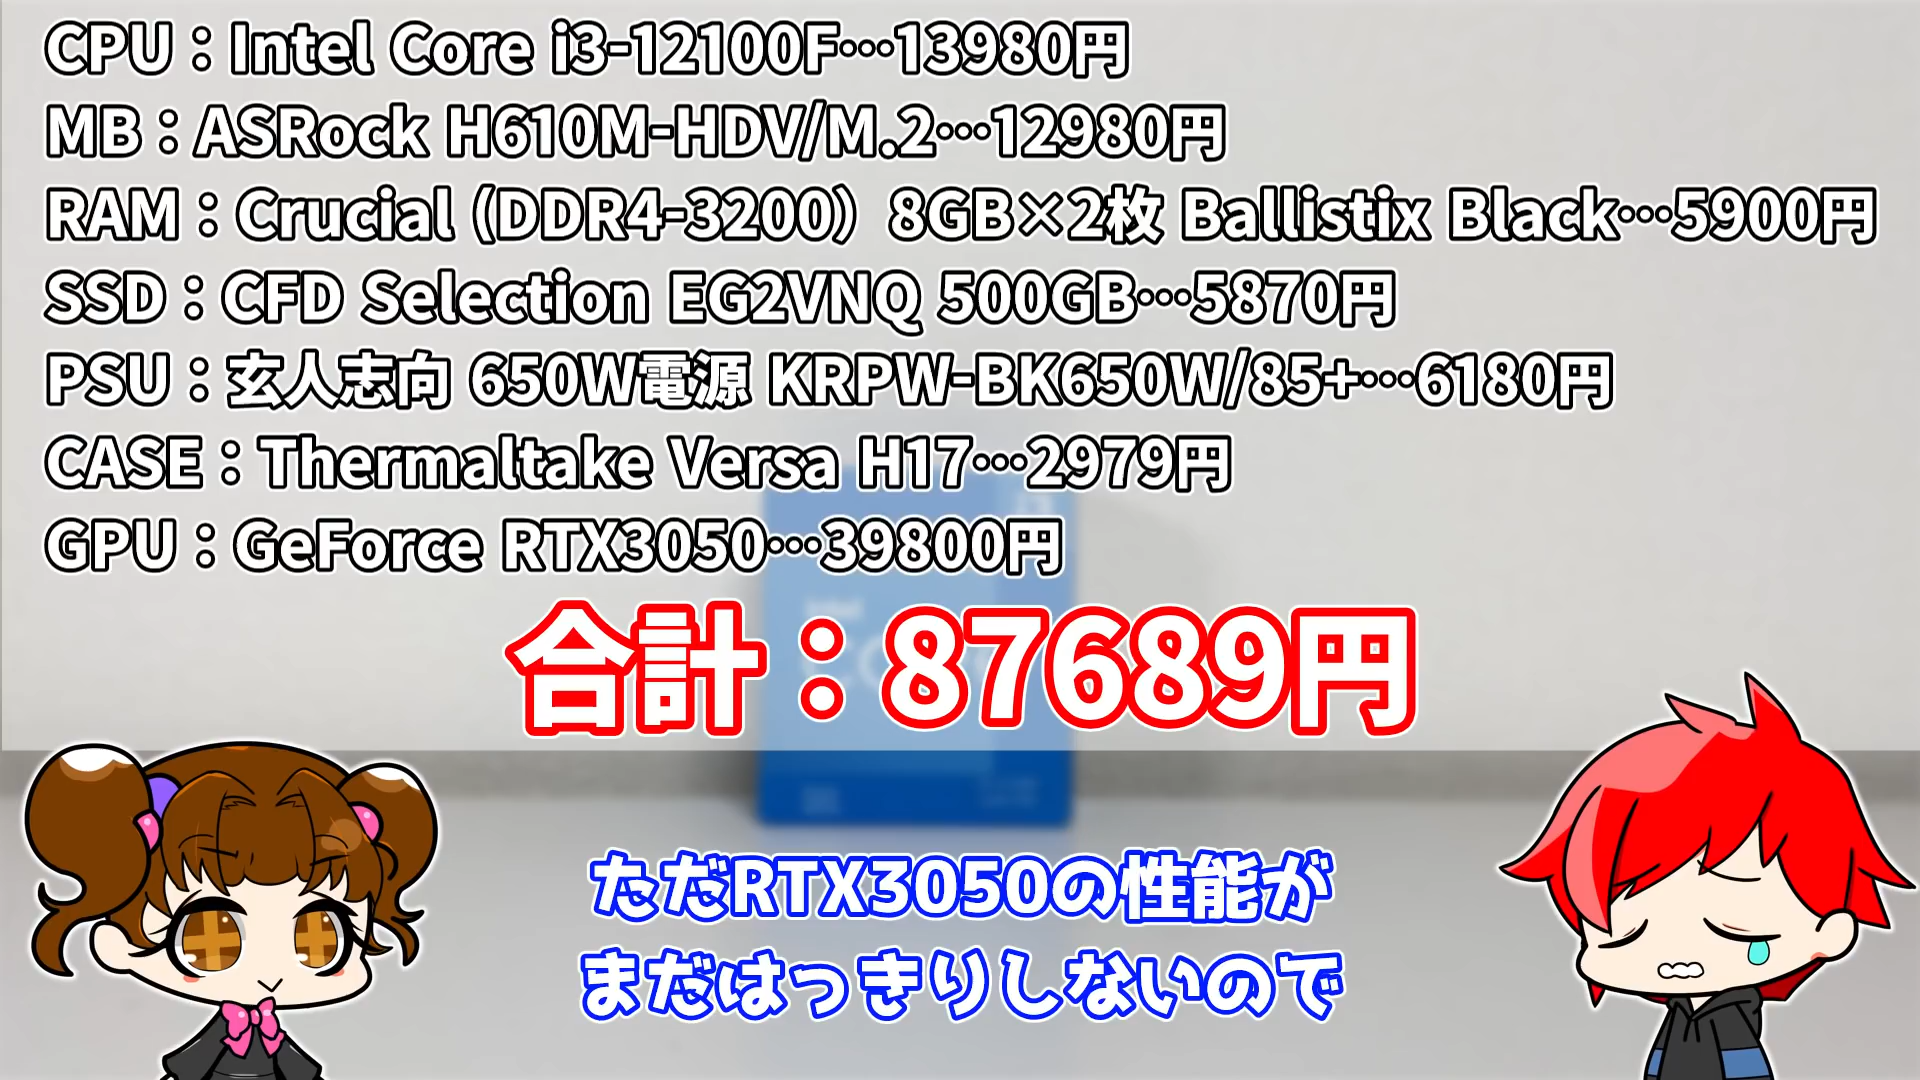 CPU：Intel Core i3-12100F…13980円
MB：ASRock H610M-HDV/M.2…12980円
RAM：Crucial (DDR4-3200）8GB×2枚 Ballistix Black…5900円
SSD：CFD Selection EG2VNQ 500GB…5870円
PSU：玄人志向 650W電源 KRPW-BK650W/85+…6180円
CASE：Thermaltake Versa H17…2979円
GPU：GeForce RTX3050…39800円
合計：87689円
ただRTX3050の性能が
まだはっきりしないので